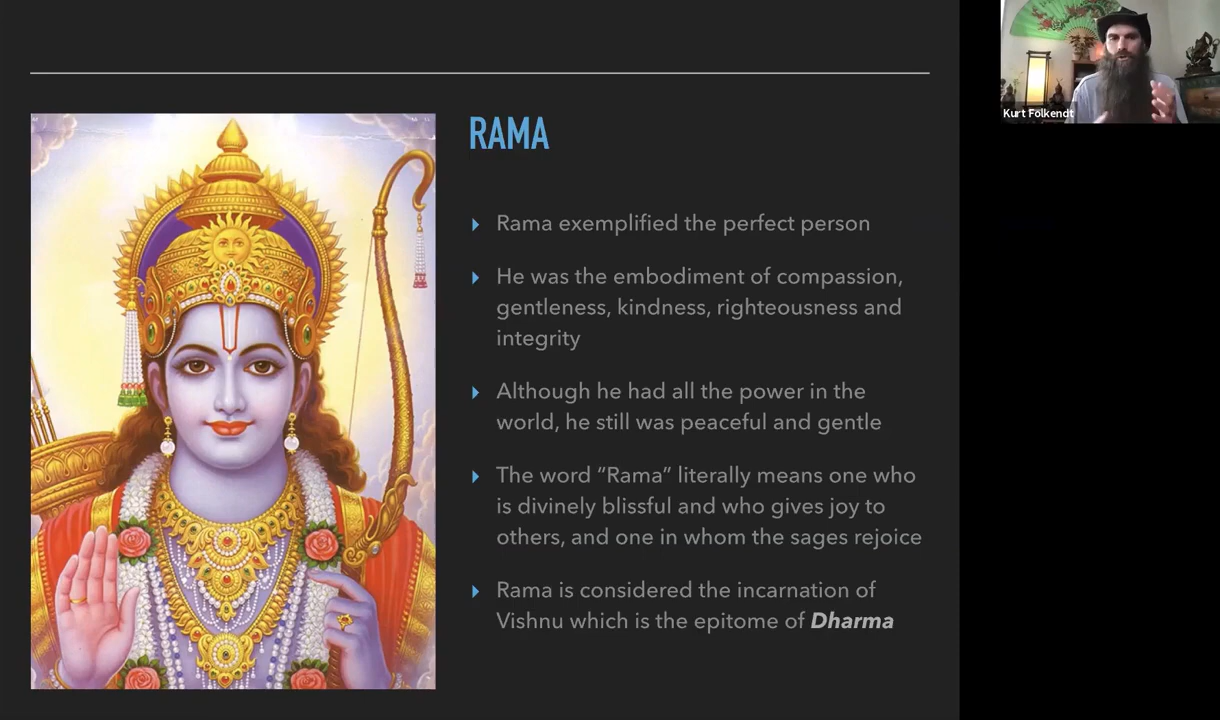 RAMA
Rama exemplified the perfect person
He was the embodiment of compassion,
gentleness, kindness, righteousness and
integrity
Although he had all the power in the
world, he still was peaceful and gentle
The word “Rama” literally means one who
is divinely blissful and who gives joy to
others, and one in whom the sages rejoice
Rama is considered the incarnation of
Vishnu which is the epitome of Dharma
Kurt Folkendt